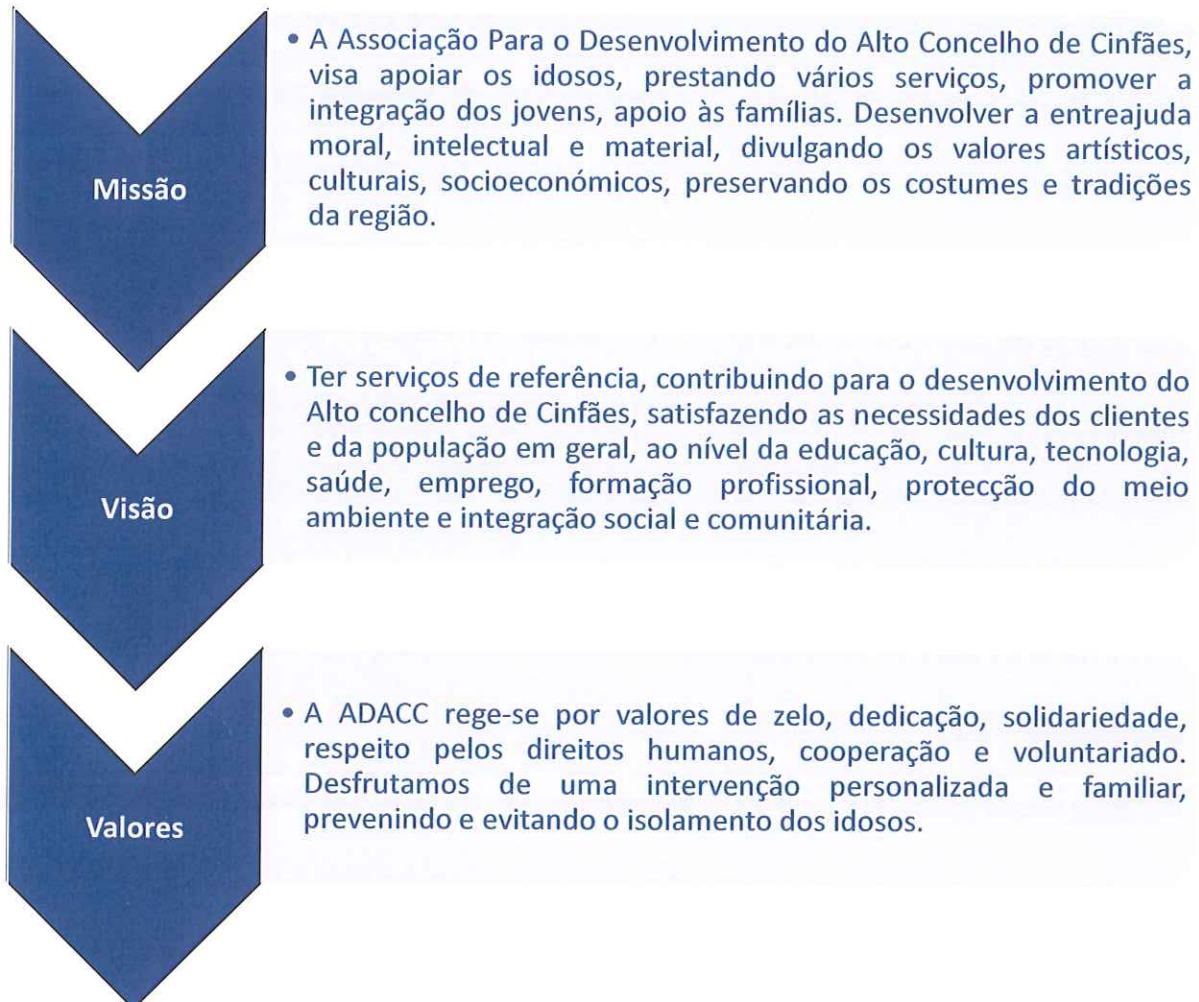 Missão
• A Associação Para o Desenvolvimento do Alto Concelho de Cinfães,
visa apoiar os idosos, prestando vários serviços, promover a
integração dos jovens, apoio às famílias. Desenvolver a entreajuda
moral, intelectual e material, divulgando os valores artísticos,
culturais, socioeconómicos, preservando os costumes e tradições
da região.
Visão
• Ter serviços de referência, contribuindo para o desenvolvimento do
Alto concelho de Cinfães, satisfazendo as necessidades dos clientes
e da população em geral, ao nível da educação, cultura, tecnologia,
saúde, emprego, formação profissional, protecção do meio
ambiente e integração social e comunitária.
Valores
• A ADACC rege-se por valores de zelo, dedicação, solidariedade,
respeito pelos direitos humanos, cooperação e voluntariado.
Desfrutamos de uma intervenção personalizada e familiar,
prevenindo e evitando o isolamento dos idosos.